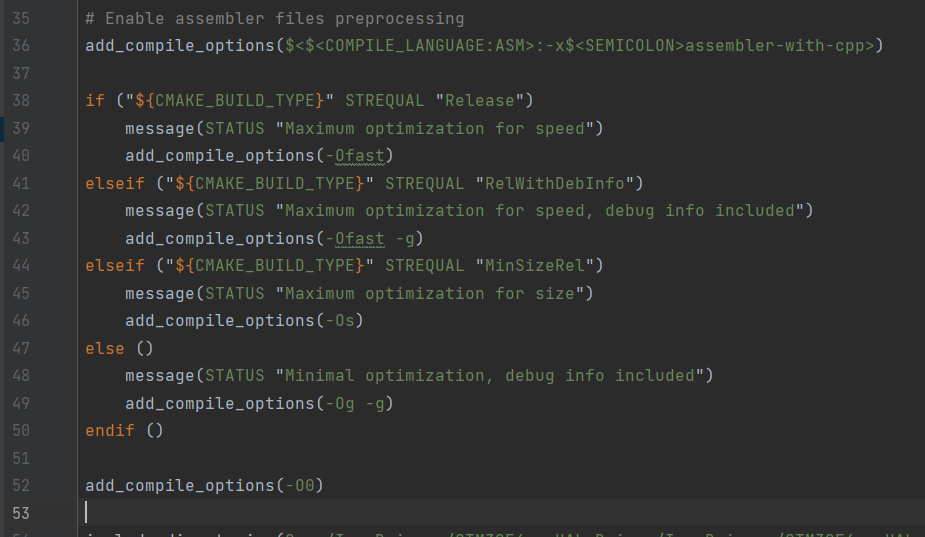 35 # Enable assembler files preprocessing
36 add_compile_options($<$<COMPILE_LANGUAGE:ASM>:-x$<SEMICOLON>assembler-with-cpp>)
37
38 if ("${CMAKE_BUILD_TYPE}" STREQUAL "Release")
39     message(STATUS "Maximum optimization for speed")
40     add_compile_options(-Ofast)
41 elseif ("${CMAKE_BUILD_TYPE}" STREQUAL "RelWithDebInfo")
42     message(STATUS "Maximum optimization for speed, debug info included")
43     add_compile_options(-Ofast -g)
44 elseif ("${CMAKE_BUILD_TYPE}" STREQUAL "MinSizeRel")
45     message(STATUS "Maximum optimization for size")
46     add_compile_options(-Os)
47 else ()
48     message(STATUS "Minimal optimization, debug info included")
49     add_compile_options(-Og -g)
50 endif ()
51
52 add_compile_options(-O0)
53